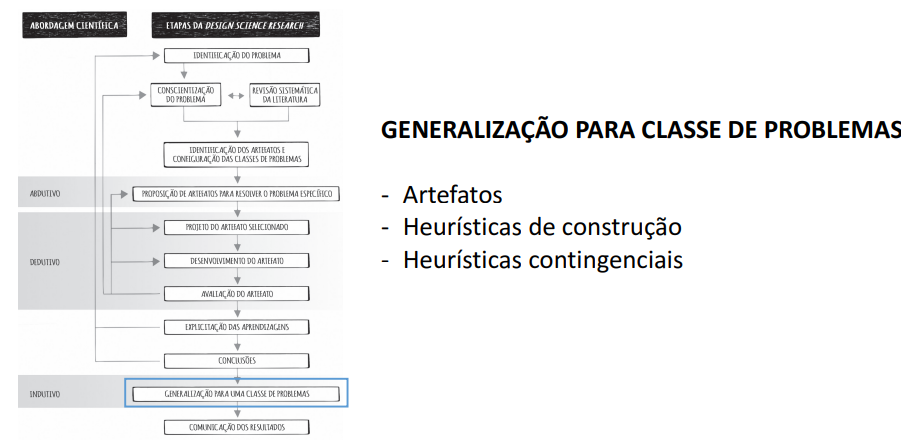 ABORDAGEM CIENTÍFICA
ETAPAS DA DESIGN SCIENCE RESEARCH
IDENTIFICAÇÃO DO PROBLEMA
CONSCIENTIZAÇÃO
DO PROBLEMA
REVISÃO SISTEMÁTICA
DA LITERATURA
IDENTIFICAÇÃO DOS ARTEFATOS E
CONFIGURAÇÃO DAS CLASSES DE PROBLEMAS
ABDUTIVO
PROPOSIÇÃO DE ARTEFATOS PARA RESOLVER O PROBLEMA ESPECÍFICO
PROJETO DO ARTEFATO SELECIONADO
DEDUTIVO
DESENVOLVIMENTO DO ARTEFATO
AVALIAÇÃO DO ARTEFATO
EXPLICITAÇÃO DAS APRENDIZAGENS
CONCLUSÕES
INDUTIVO
GENERALIZAÇÃO PARA UMA CLASSE DE PROBLEMAS
COMUNICAÇÃO DOS RESULTADOS
GENERALIZAÇÃO PARA CLASSE DE PROBLEMAS
- Artefatos
- Heurísticas de construção
- Heurísticas contingenciais